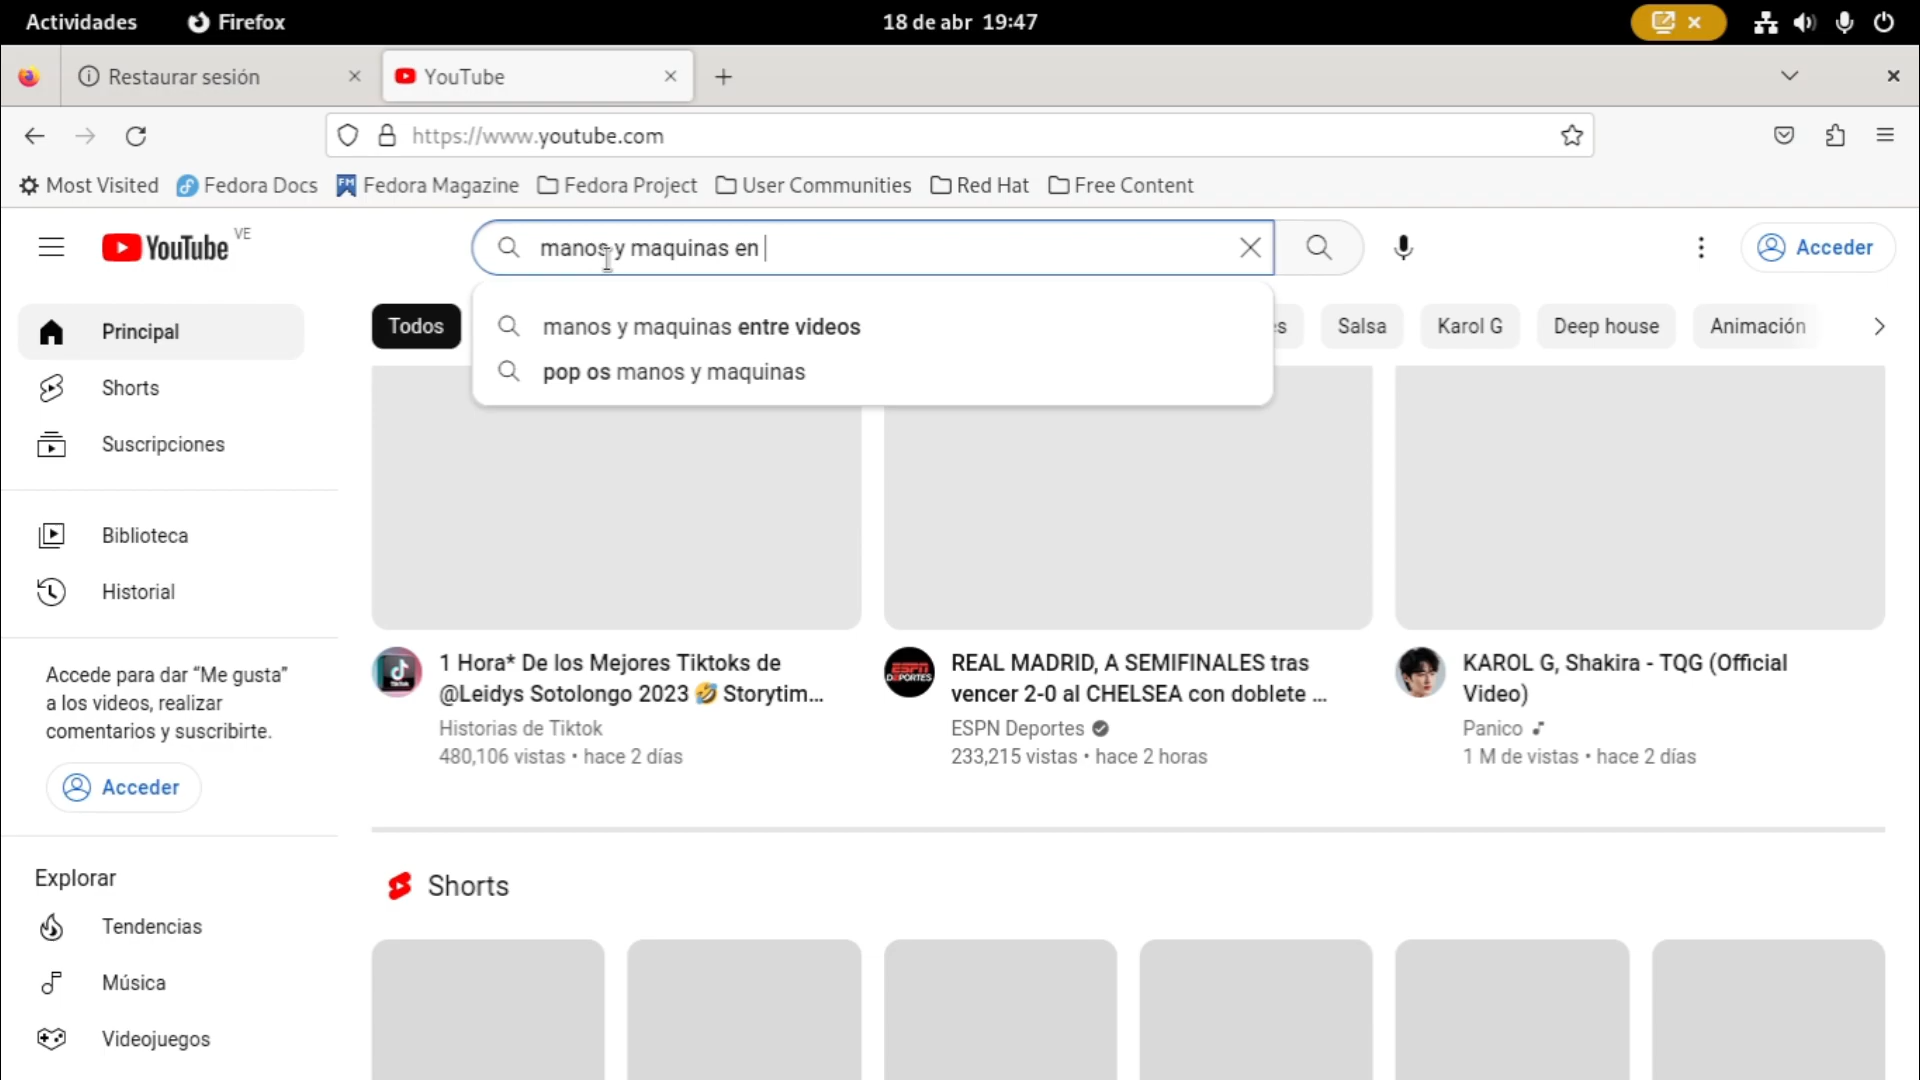 Actividades Firefox 18 de abr 19:47
Restaurar sesión YouTube
https://www.youtube.com
Most Visited Fedora Docs Fedora Magazine Fedora Project User Communities Red Hat Free Content
YouTube VE manos y maquinas en Acceder
manos y maquinas entre videos
pop os manos y maquinas
Todos Salsa Karol G Deep house Animación
Principal
Shorts
Suscripciones
Biblioteca
Historial
Accede para dar “Me gusta”
a los videos, realizar
comentarios y suscribirte.
Acceder
Explorar
Tendencias
Música
Videojuegos
1 Hora* De los Mejores Tiktoks de
@Leidys Sotolongo 2023 🤣 Storytim...
Historias de Tiktok
480,106 vistas • hace 2 días
ESPN DEPORTES
REAL MADRID, A SEMIFINALES tras
vencer 2-0 al CHELSEA con doblete ...
ESPN Deportes
233,215 vistas • hace 2 horas
KAROL G, Shakira - TQG (Official
Video)
Panico
1 M de vistas • hace 2 días
Shorts